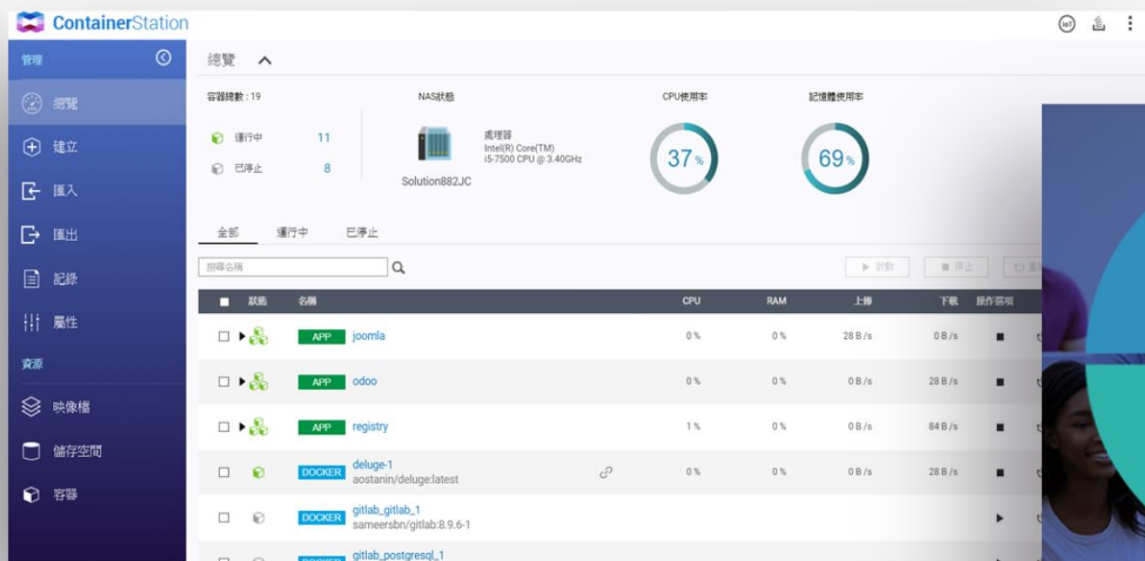 ContainerStation
IoT
管理
總覽
建立
匯入
匯出
記錄
屬性
資源
映像檔
儲存空間
容器
總覽
容器總數 : 19
運行中 11
已停止 8
NAS狀態
Solution882JC
處理器
Intel(R) Core(TM)
i5-7500 CPU @ 3.40GHz
CPU使用率
37%
記憶體使用率
69%
全部 運行中 已停止
搜尋名稱
啟動 停止
狀態 名稱 CPU RAM 上傳 下載 操作選項
APP joomla 0 % 0 % 28 B /s 0 B /s
APP odoo 0 % 0 % 0 B /s 28 B /s
APP registry 1 % 0 % 0 B /s 84 B /s
DOCKER deluge-1 0 % 0 % 0 B /s 28 B /s
aostanin/deluge:latest
DOCKER gitlab_gitlab_1
sameersbn/gitlab:8.9.6-1
DOCKER gitlab_postgresql_1